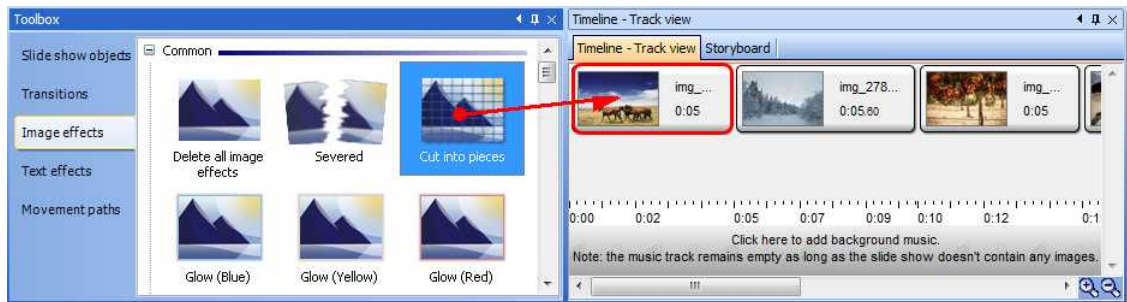 Toolbox
Slide show objects
Transitions
Image effects
Text effects
Movement paths
Common
Delete all image
effects
Severed
Cut into pieces
Glow (Blue)
Glow (Yellow)
Glow (Red)
Timeline - Track view
Timeline - Track view Storyboard
img_...
0:05
img_278...
0:05.60
img_...
0:05
0:00 0:02 0:05 0:07 0:09 0:10 0:12
Click here to add background music.
Note: the music track remains empty as long as the slide show doesn't contain any images.